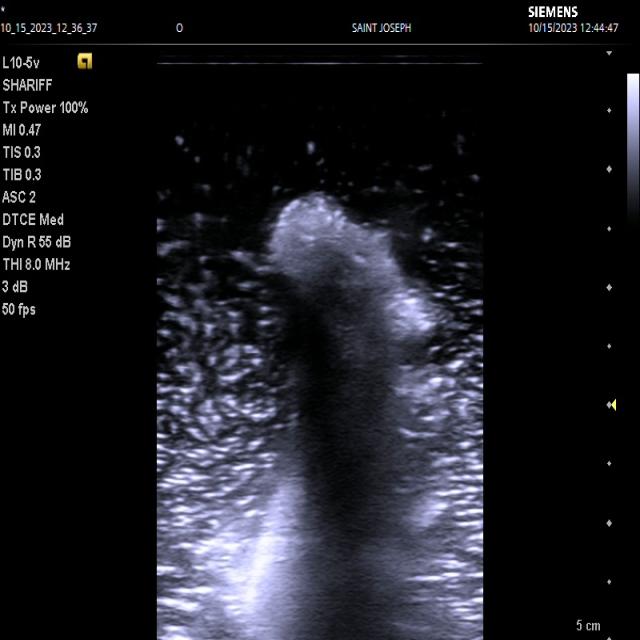 SIEMENS
10_15_2023_12_36_37 O SAINT JOSEPH 10/15/2023 12:44:47
L10-5v
SHARIFF
Tx Power 100%
MI 0.47
TIS 0.3
TIB 0.3
ASC 2
DTCE Med
Dyn R 55 dB
THI 8.0 MHz
3 dB
50 fps
5 cm